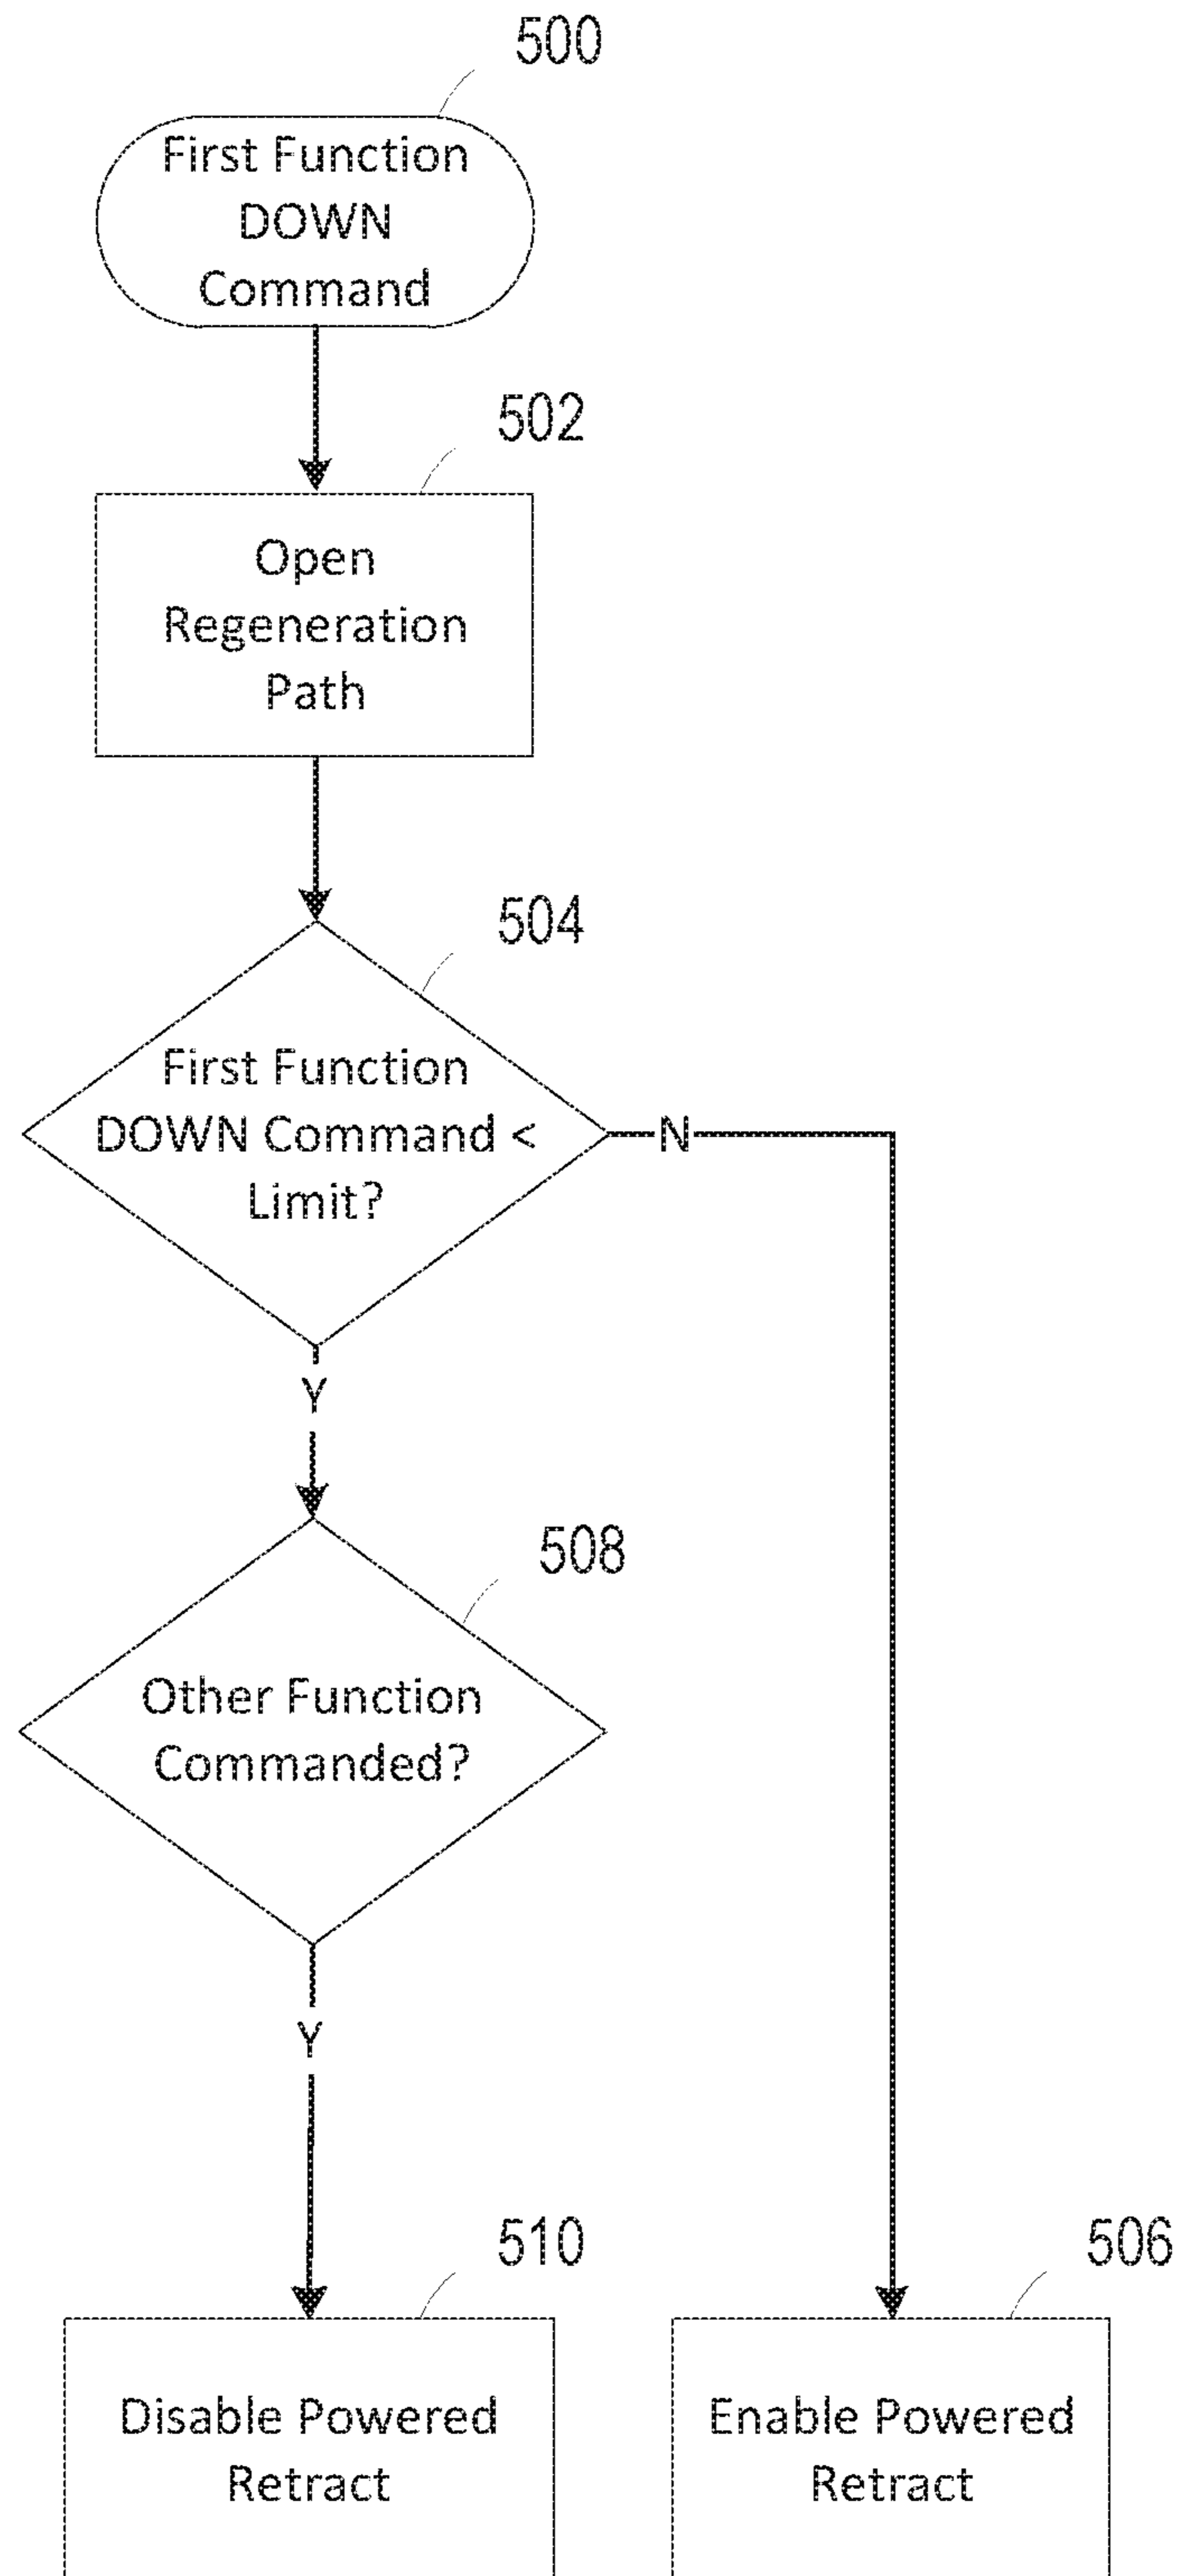 500
First Function
DOWN
Command
502
Open
Regeneration
Path
504
First Function
DOWN Command <
Limit?
N
Y
508
Other Function
Commanded?
Y
510
506
Disable Powered
Retract
Enable Powered
Retract